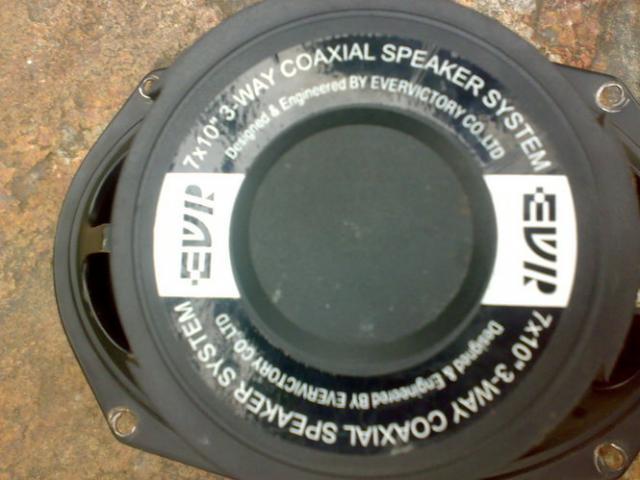 7x10" 3-WAY COAXIAL SPEAKER SYSTEM
Designed & Engineered BY EVERVICTORY CO.LTD
EVIR
EVIR
7x10" 3-WAY COAXIAL SPEAKER SYSTEM
Designed & Engineered BY EVERVICTORY CO.LTD